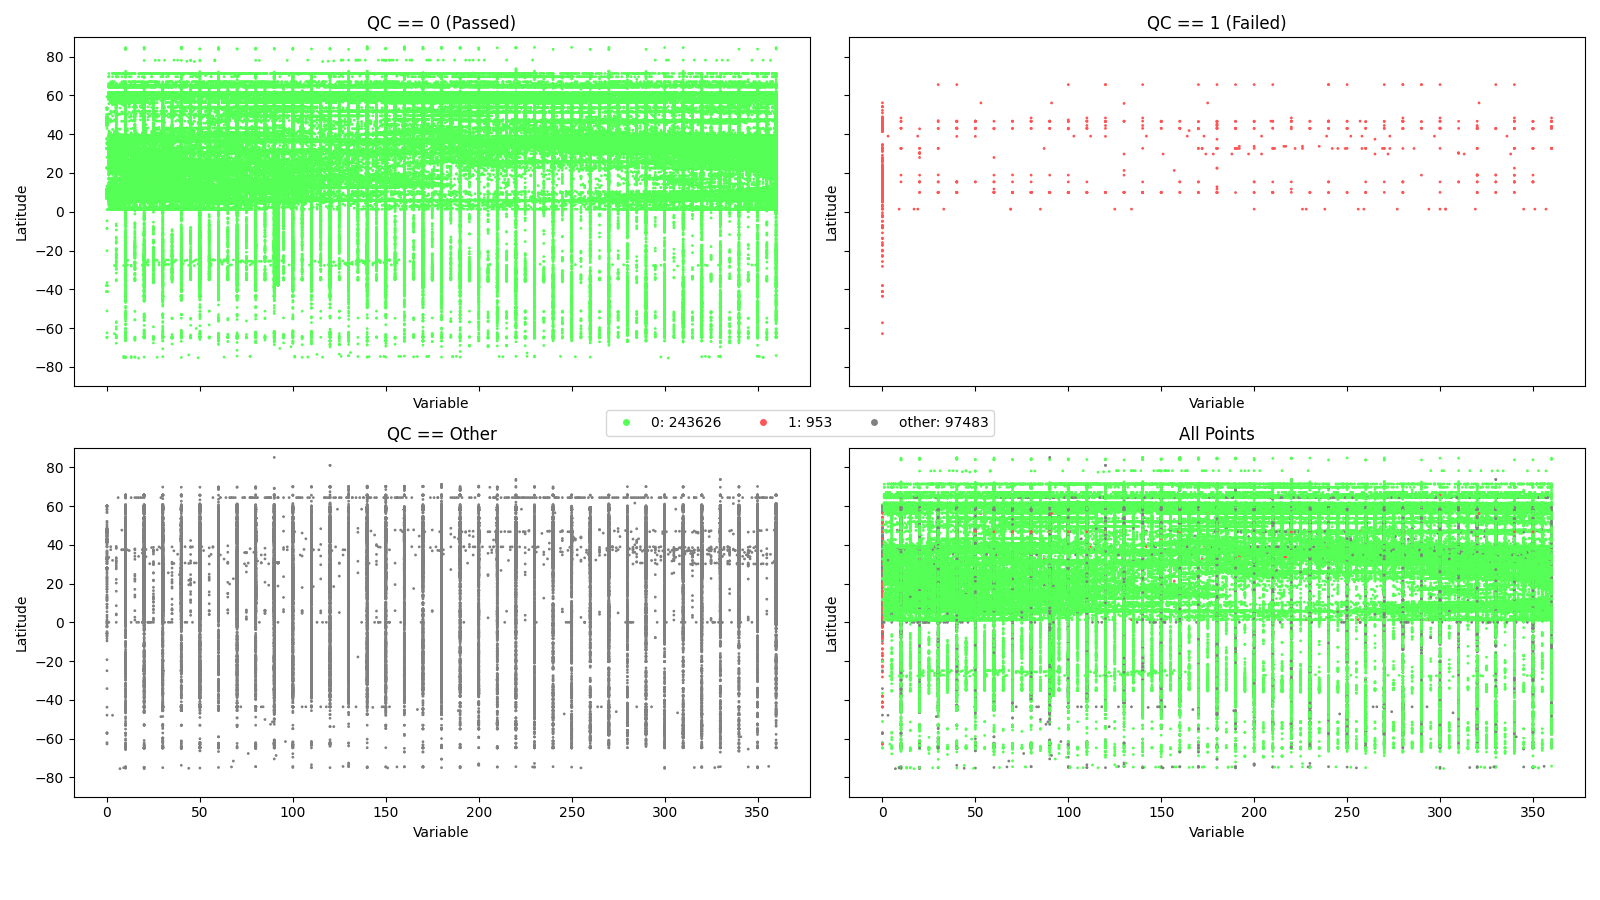 QC == 0 (Passed)
QC == 1 (Failed)
80
60
40
20
0
−20
−40
−60
−80
Latitude
Latitude
Variable
Variable
0: 243626 1: 953 other: 97483
QC == Other
All Points
80
60
40
20
0
−20
−40
−60
−80
Latitude
Latitude
0 50 100 150 200 250 300 350
0 50 100 150 200 250 300 350
Variable
Variable